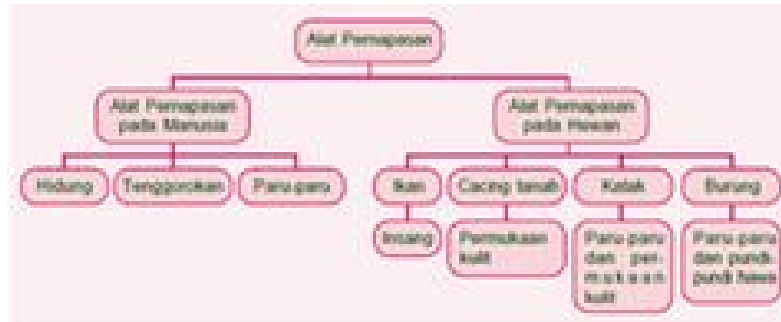 Alat Pernapasan
Alat Pernapasan
pada Manusia
Alat Pernapasan
pada Hewan
Hidung
Tenggorokan
Paru-paru
Ikan
Cacing tanah
Katak
Burung
Insang
Permukaan
kulit
Paru-paru
dan per-
mukaan
kulit
Paru-paru
dan pundi-
pundi hawa